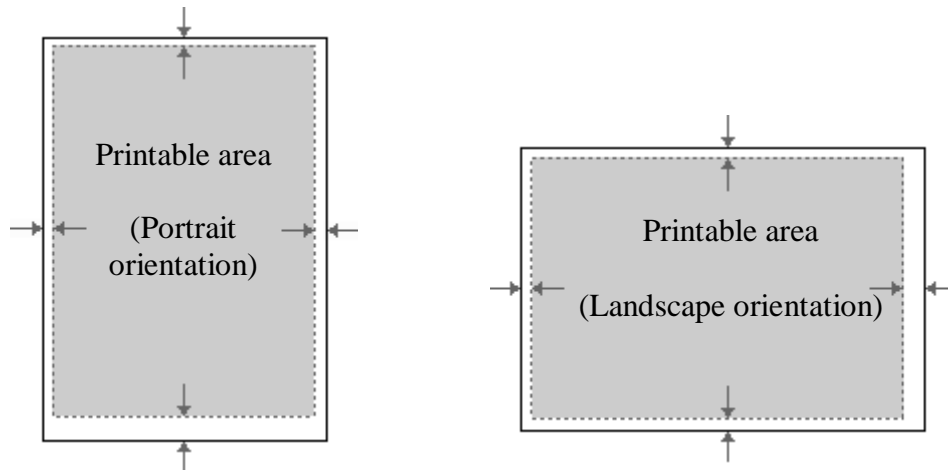 Printable area
(Portrait
orientation)
Printable area
(Landscape orientation)